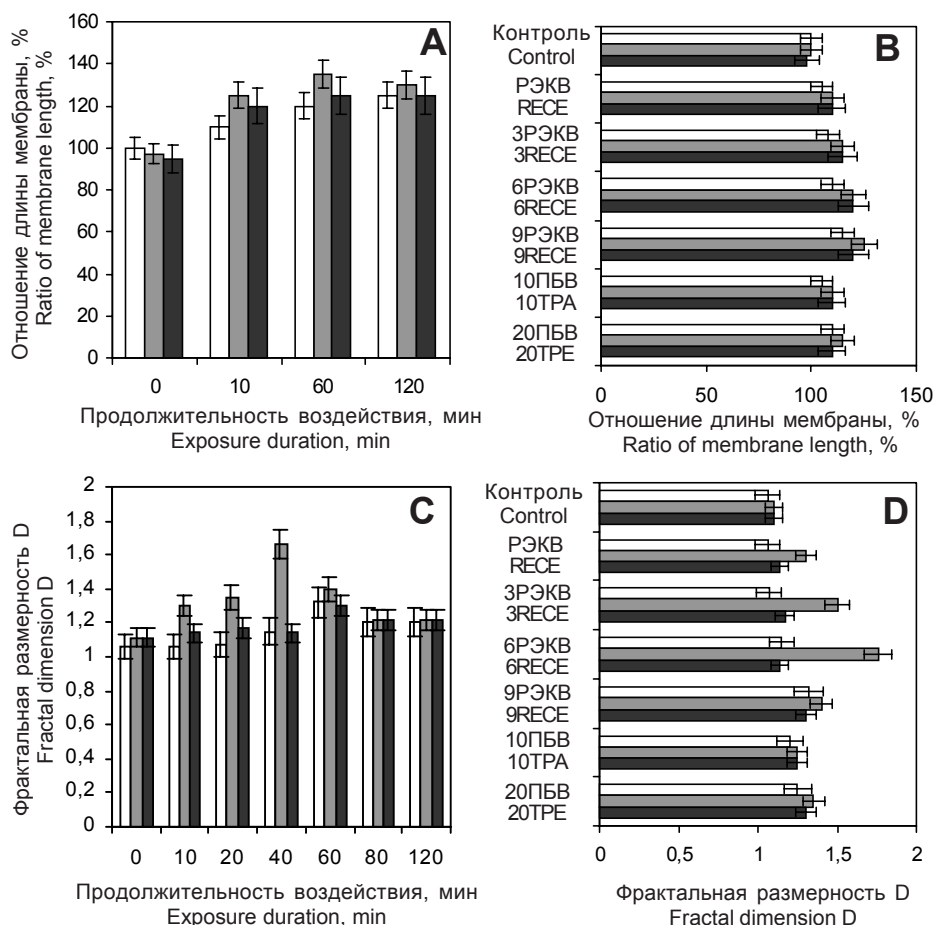 A
Отношение длины мембраны, %
Ratio of membrane length, %
160
140
120
100
80
60
40
20
0
0 10 60 120
Продолжительность воздействия, мин
Exposure duration, min
B
Контроль
Control
РЭКВ
RECE
3РЭКВ
3RECE
6РЭКВ
6RECE
9РЭКВ
9RECE
10ПБВ
10ТРА
20ПБВ
20TPE
0 50 100 150
Отношение длины мембраны, %
Ratio of membrane length, %
C
Фрактальная размерность D
Fractal dimension D
2
1,8
1,6
1,4
1,2
1
0,8
0,6
0,4
0,2
0
0 10 20 40 60 80 120
Продолжительность воздействия, мин
Exposure duration, min
D
Контроль
Control
РЭКВ
RECE
3РЭКВ
3RECE
6РЭКВ
6RECE
9РЭКВ
9RECE
10ПБВ
10ТРА
20ПБВ
20TPE
0 0,5 1 1,5 2
Фрактальная размерность D
Fractal dimension D